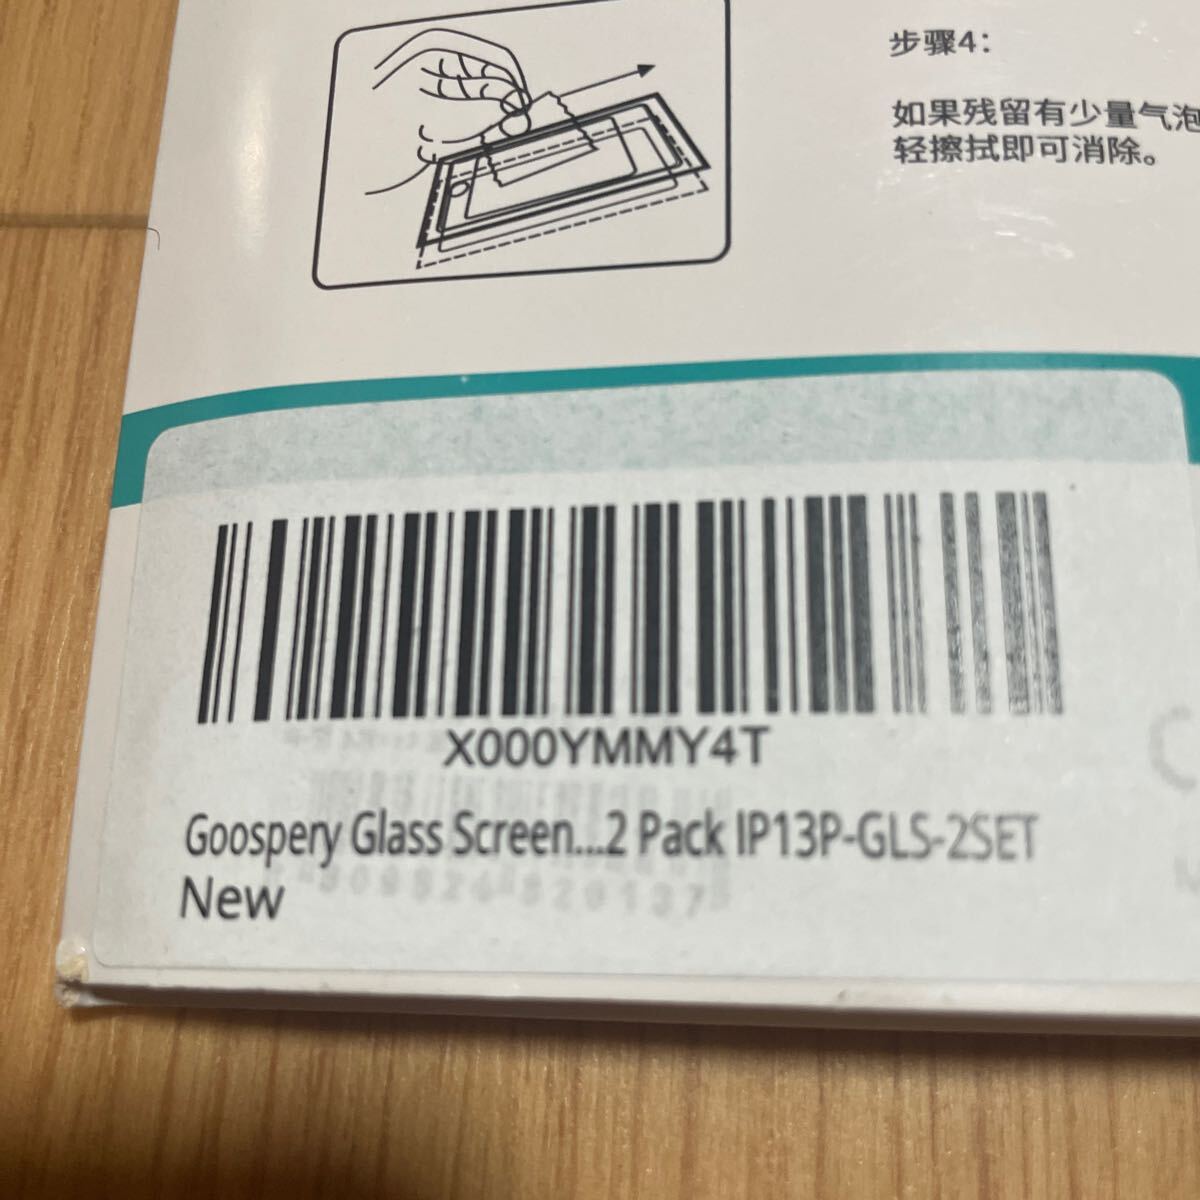 步骤4：
如果残留有少量气泡
轻擦拭即可消除。
X000YMMY4T
Goospery Glass Screen...2 Pack IP13P-GLS-2SET
New